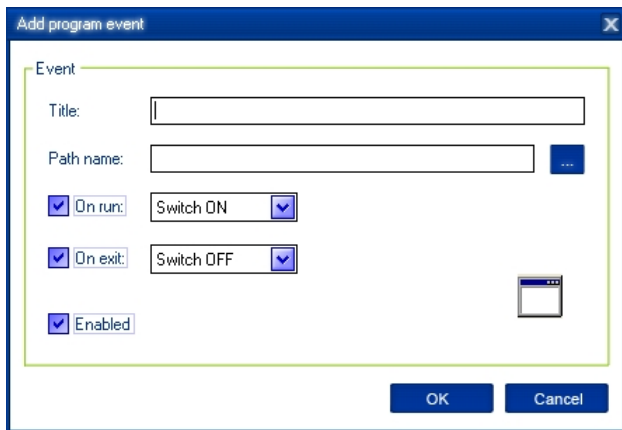 Add program event
Event
Title:
Path name:
...
On run:
Switch ON
On exit:
Switch OFF
Enabled
OK
Cancel